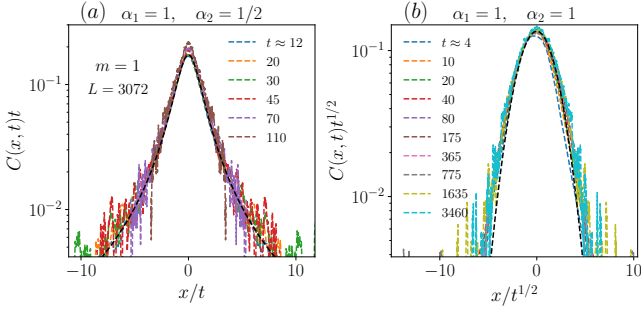 (a) α₁ = 1, α₂ = 1/2
C(x, t)t
10⁻¹
10⁻²
m = 1
L = 3072
t ≈ 12
20
30
45
70
110
−10 0 10
x/t
(b) α₁ = 1, α₂ = 1
C(x, t)t^{1/2}
10⁻¹
10⁻²
t ≈ 4
10
20
40
80
175
365
775
1635
3460
−10 0 10
x/t^{1/2}